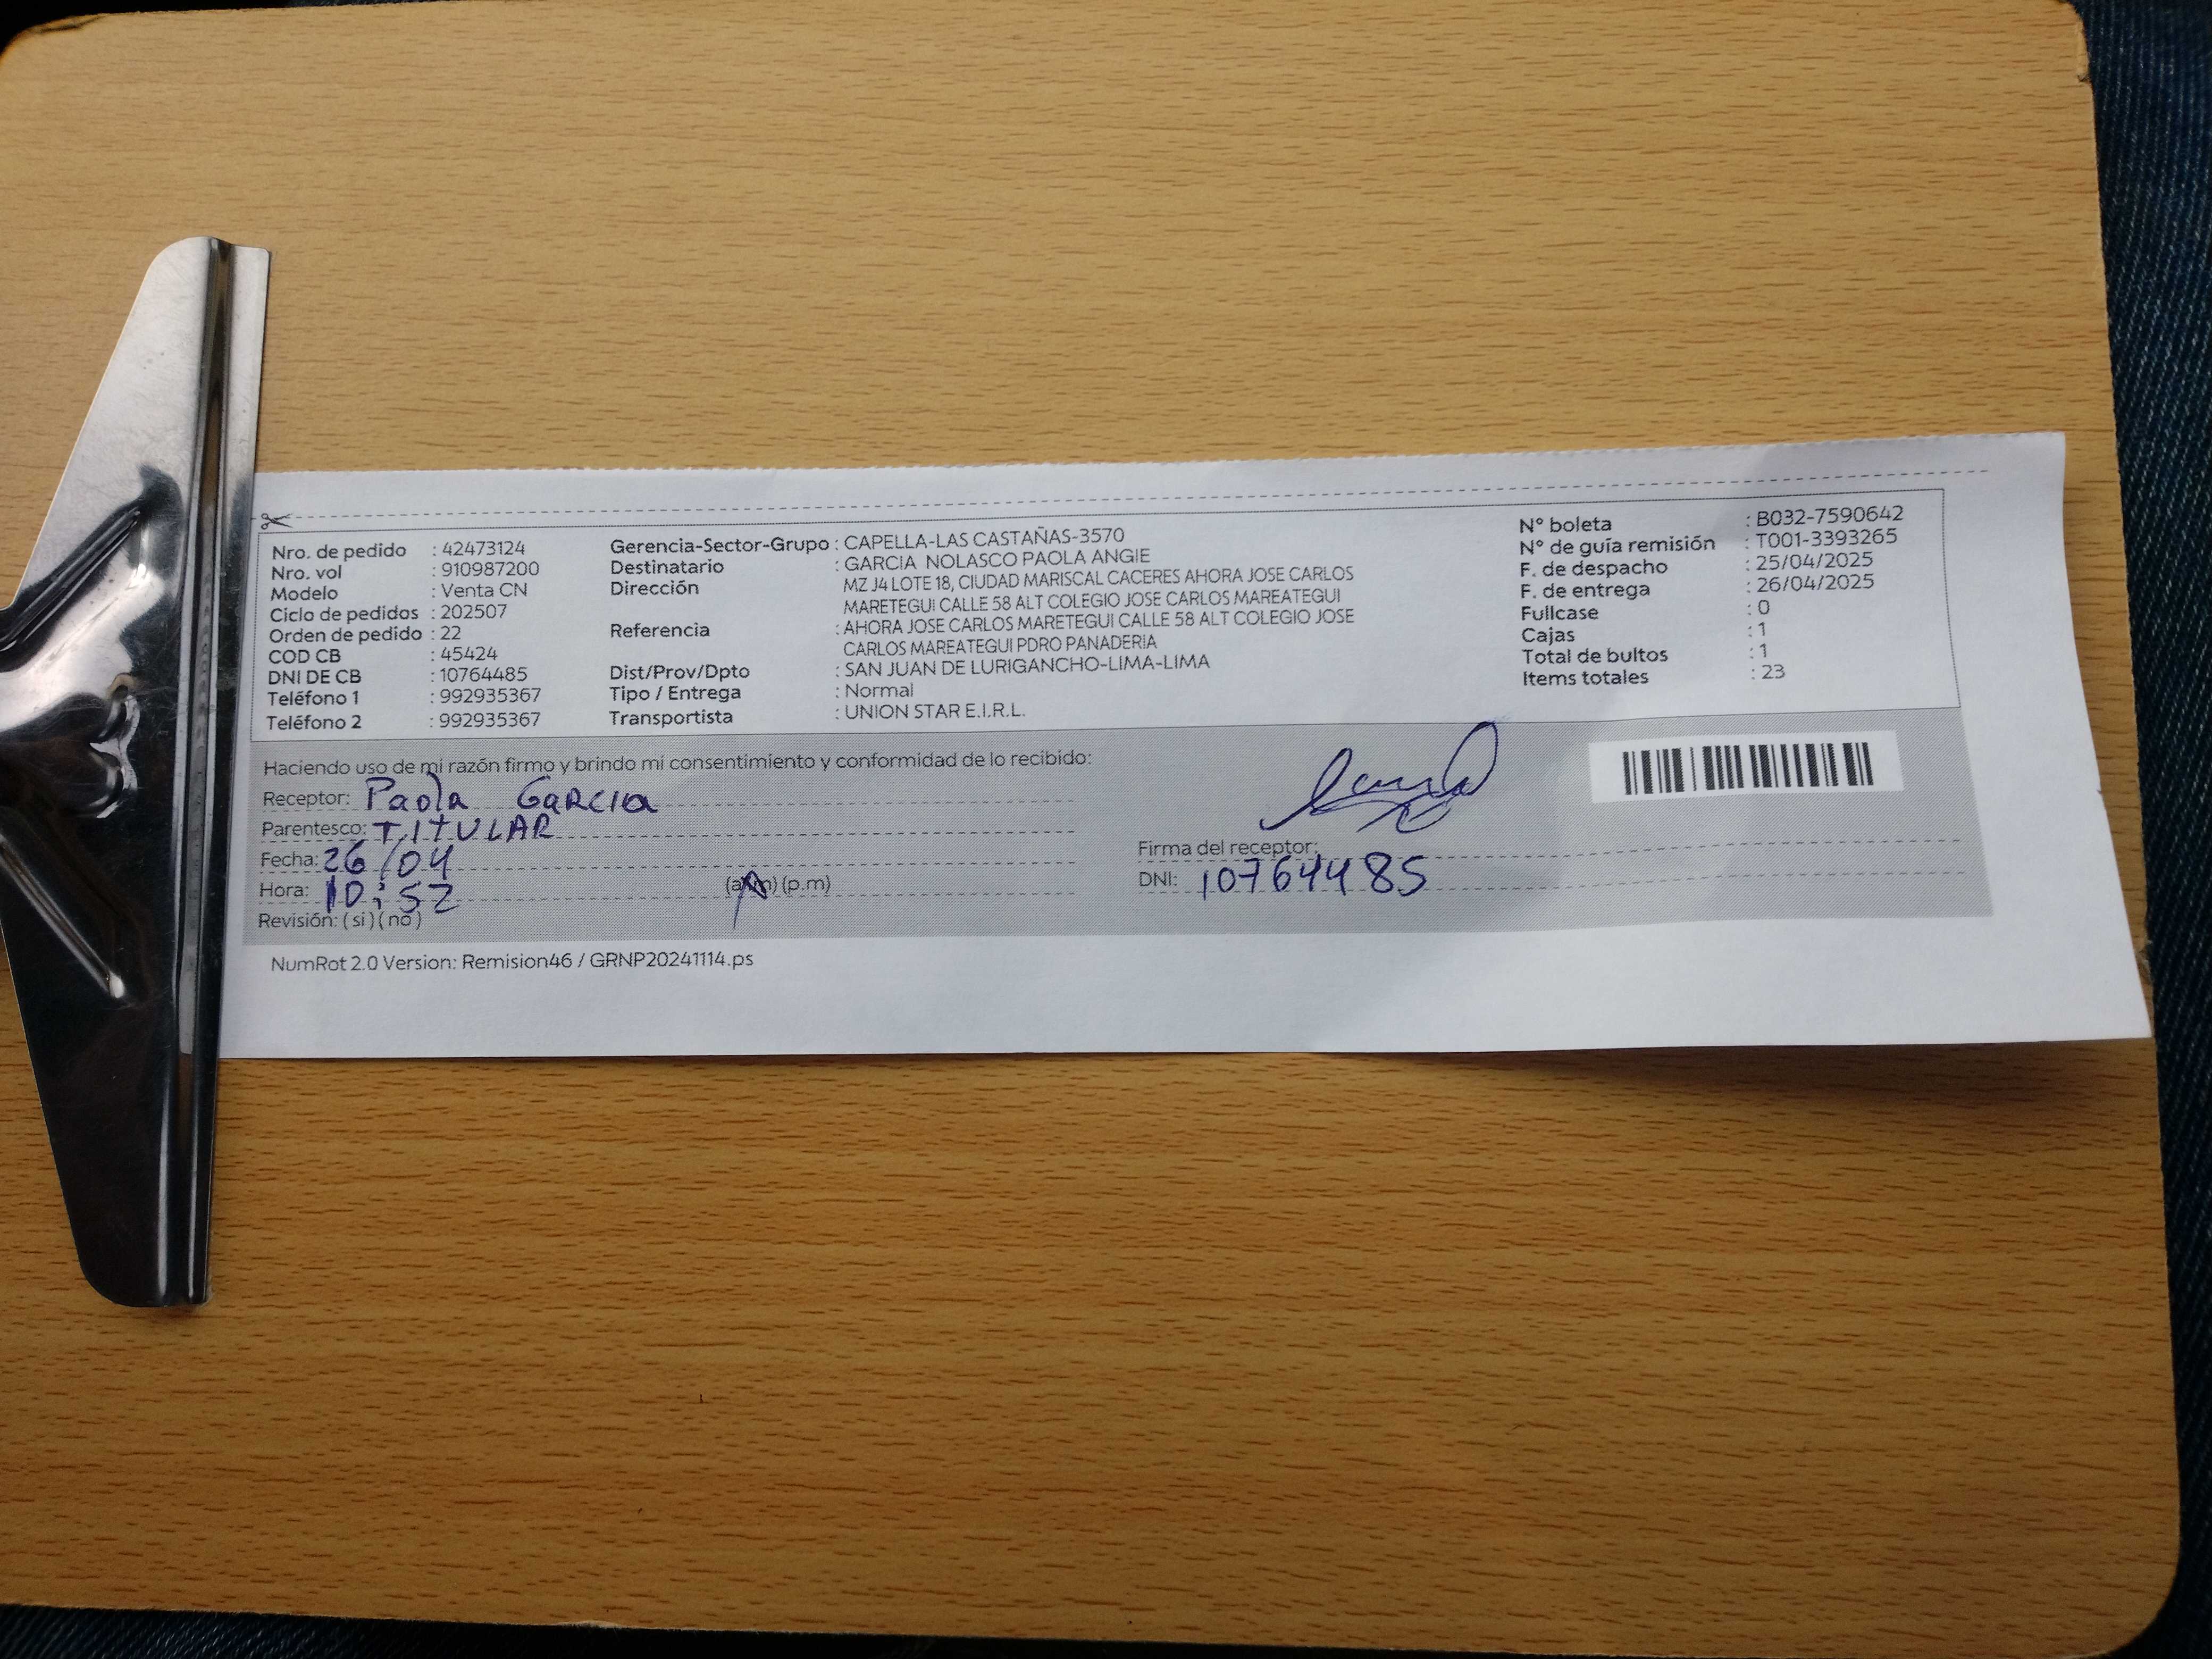 Nro. de pedido : 42473124
Nro. vol : 910987200
Modelo : Venta CN
Ciclo de pedidos : 202507
Orden de pedido : 22
COD CB : 45424
DNI DE CB : 10764485
Teléfono 1 : 992935367
Teléfono 2 : 992935367
Gerencia-Sector-Grupo : CAPELLA-LAS CASTAÑAS-3570
Destinatario : GARCIA NOLASCO PAOLA ANGIE
Dirección MZ J4 LOTE 18, CIUDAD MARISCAL CACERES AHORA JOSE CARLOS
MARETEGUI CALLE 58 ALT COLEGIO JOSE CARLOS MAREATEGUI
Referencia : AHORA JOSE CARLOS MARETEGUI CALLE 58 ALT COLEGIO JOSE
CARLOS MAREATEGUI PDRO PANADERIA
Dist/Prov/Dpto : SAN JUAN DE LURIGANCHO-LIMA-LIMA
Tipo / Entrega : Normal
Transportista : UNION STAR E.I.R.L.
N° boleta : B032-7590642
N° de guía remisión : T001-3393265
F. de despacho : 25/04/2025
F. de entrega : 26/04/2025
Fullcase : 0
Cajas : 1
Total de bultos : 1
Items totales : 23
Haciendo uso de mi razón firmo y brindo mi consentimiento y conformidad de lo recibido:
Receptor: Paola GaRCIa
Parentesco: TITULAR
Fecha: 26/04
Hora: 10:52 (a.m) (p.m)
Revisión: ( si ) ( no )
Firma del receptor:
DNI: 10764485
NumRot 2.0 Version: Remision46 / GRNP20241114.ps